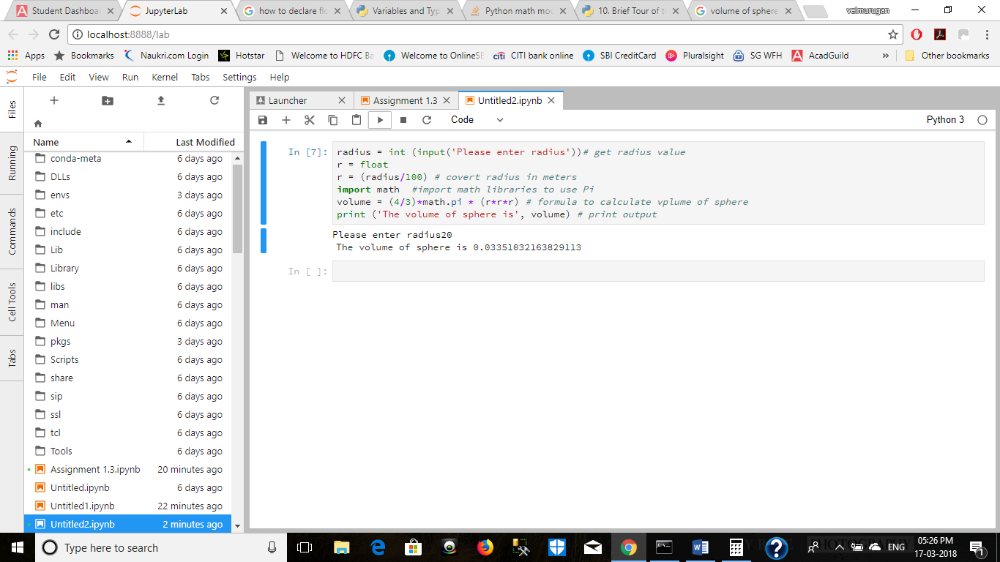 Student Dashboar
JupyterLab
how to declare flo
Variables and Typ
Python math mod
10. Brief Tour of t
volume of sphere
velmurugan
localhost:8888/lab
Apps
Bookmarks
Naukri.com Login
Hotstar
Welcome to HDFC Ba
Welcome to OnlineSB
citi CITI bank online
SBI CreditCard
Pluralsight
SG WFH
AcadGuild
»
Other bookmarks
File Edit View Run Kernel Tabs Settings Help
Files
Running
Commands
Cell Tools
Tabs
Name Last Modified
conda-meta 6 days ago
DLLs 6 days ago
envs 3 days ago
etc 6 days ago
include 6 days ago
Lib 6 days ago
Library 6 days ago
libs 6 days ago
man 6 days ago
Menu 6 days ago
pkgs 3 days ago
Scripts 6 days ago
share 6 days ago
sip 6 days ago
ssl 6 days ago
tcl 6 days ago
Tools 6 days ago
Assignment 1.3.ipynb 20 minutes ago
Untitled.ipynb 6 days ago
Untitled1.ipynb 22 minutes ago
Untitled2.ipynb 2 minutes ago
Launcher
Assignment 1.3
Untitled2.ipynb
Code
Python 3
In [7]:
radius = int (input('Please enter radius'))# get radius value
r = float
r = (radius/100) # covert radius in meters
import math  #import math libraries to use Pi
volume = (4/3)*math.pi * (r*r*r) # formula to calculate vplume of sphere
print ('The volume of sphere is', volume) # print output
Please enter radius20
The volume of sphere is 0.03351032163829113
In [ ]:
Type here to search
PHOTOGRAPHY
ENG
05:26 PM
17-03-2018
1